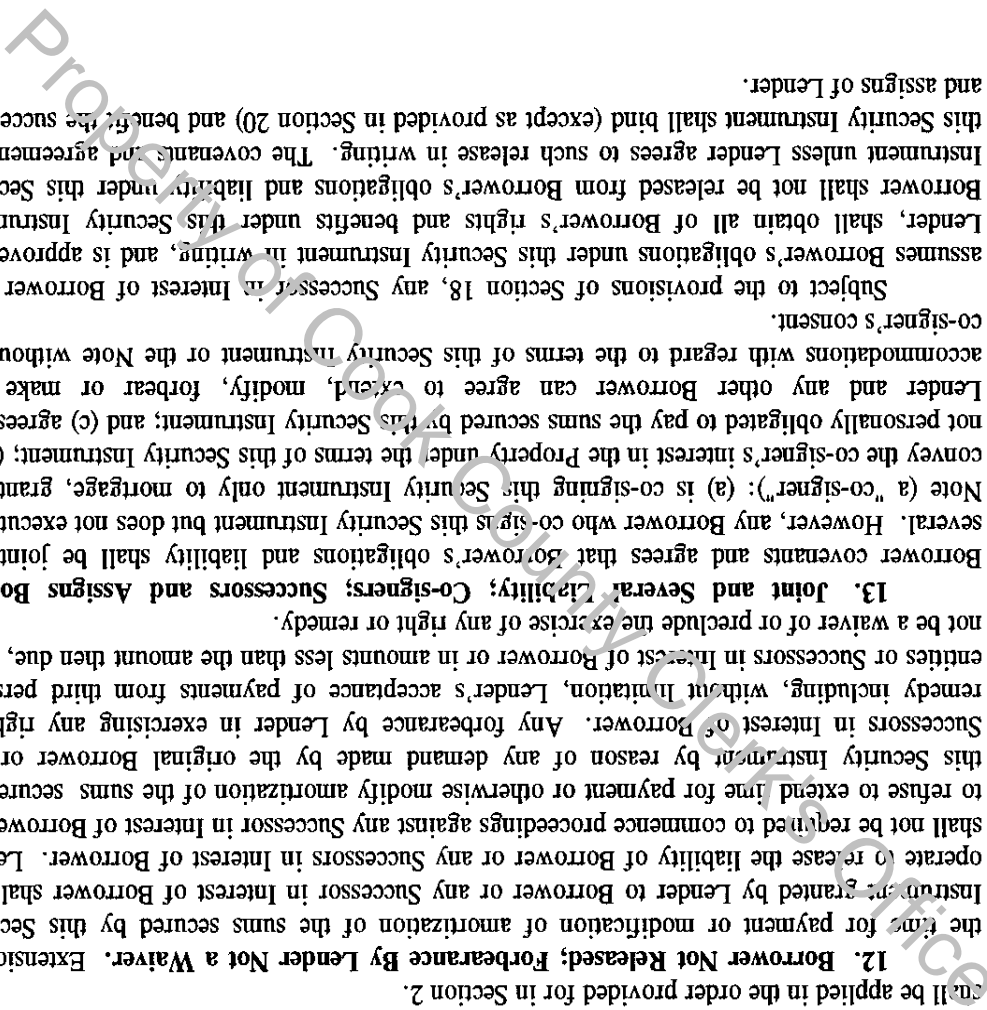 shall be applied in the order provided for in Section 2.
12. Borrower Not Released; Forbearance By Lender Not a Waiver. Extensi
the time for payment or modification of amortization of the sums secured by this Sec
Instrument granted by Lender to Borrower or any Successor in Interest of Borrower shal
operate to release the liability of Borrower or any Successors in Interest of Borrower. Le
shall not be required to commence proceedings against any Successor in Interest of Borrowe
to refuse to extend time for payment or otherwise modify amortization of the sums secure
this Security Instrument by reason of any demand made by the original Borrower or
Successors in Interest of Borrower. Any forbearance by Lender in exercising any righ
remedy including, without limitation, Lender's acceptance of payments from third pers
entities or Successors in Interest of Borrower or in amounts less than the amount then due,
not be a waiver of or preclude the exercise of any right or remedy.
13. Joint and Several Liability; Co-signers; Successors and Assigns Bo
Borrower covenants and agrees that Borrower's obligations and liability shall be joint
several. However, any Borrower who co-signs this Security Instrument but does not execut
Note (a "co-signer"): (a) is co-signing this Security Instrument only to mortgage, grant
convey the co-signer's interest in the Property under the terms of this Security Instrument; (
not personally obligated to pay the sums secured by this Security Instrument; and (c) agrees
Lender and any other Borrower can agree to extend, modify, forbear or make
accommodations with regard to the terms of this Security Instrument or the Note withou
co-signer's consent.
Subject to the provisions of Section 18, any Successor in Interest of Borrower
assumes Borrower's obligations under this Security Instrument in writing, and is approve
Lender, shall obtain all of Borrower's rights and benefits under this Security Instrum
Borrower shall not be released from Borrower's obligations and liability under this Sec
Instrument unless Lender agrees to such release in writing. The covenants and agreemen
this Security Instrument shall bind (except as provided in Section 20) and benefit the succe
and assigns of Lender.
Property of Cook County Clerk's Office